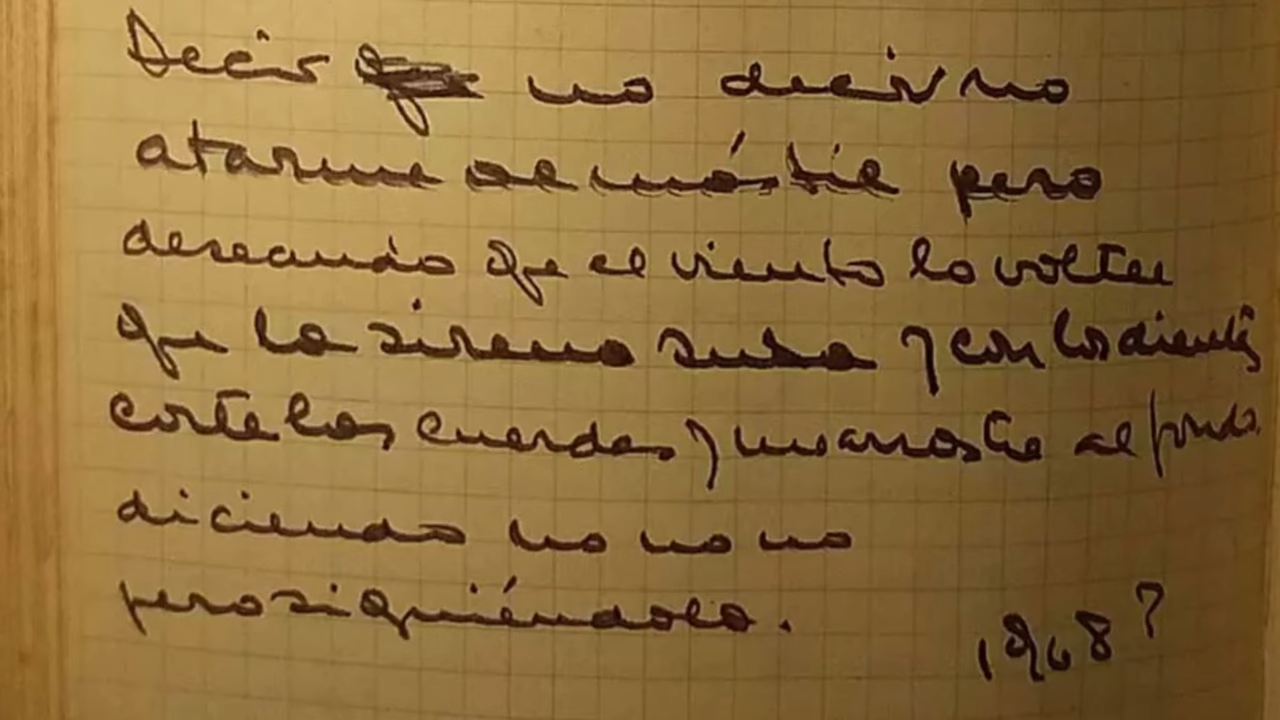 Decir no decir no
atarme al mástil pero
deseando que el viento lo voltee
que la sirena suba y con los dientes
corte las cuerdas y me arrastre al fondo
diciendo no no no
pero siguiéndola.
1968?